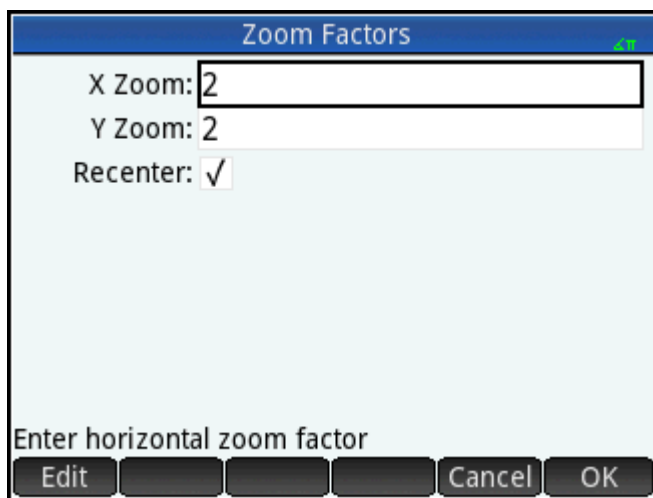 Zoom Factors
∡π
X Zoom: 2
Y Zoom: 2
Recenter: √
Enter horizontal zoom factor
Edit Cancel OK